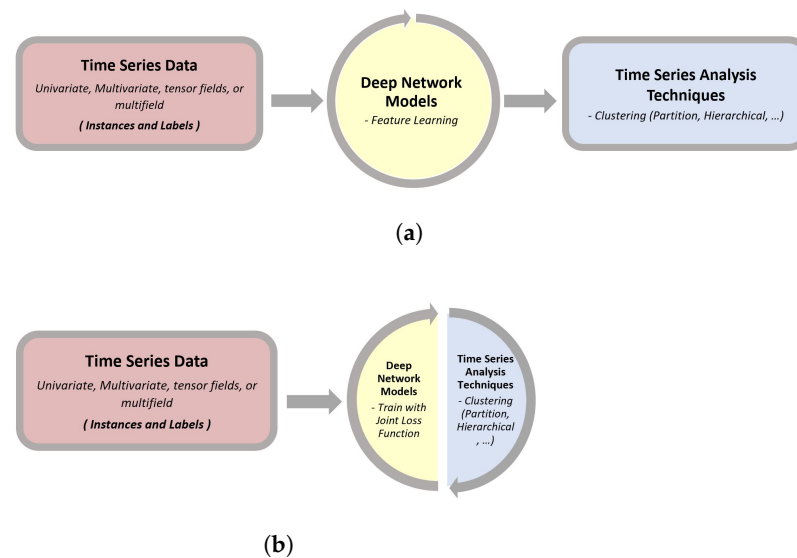 Time Series Data
Univariate, Multivariate, tensor fields, or
multifield
( Instances and Labels )
Deep Network
Models
- Feature Learning
Time Series Analysis
Techniques
- Clustering (Partition, Hierarchical, ...)
(a)
Time Series Data
Univariate, Multivariate, tensor fields, or
multifield
( Instances and Labels )
Deep
Network
Models
- Train with
Joint Loss
Function
Time Series
Analysis
Techniques
- Clustering
(Partition,
Hierarchical
, ...)
(b)